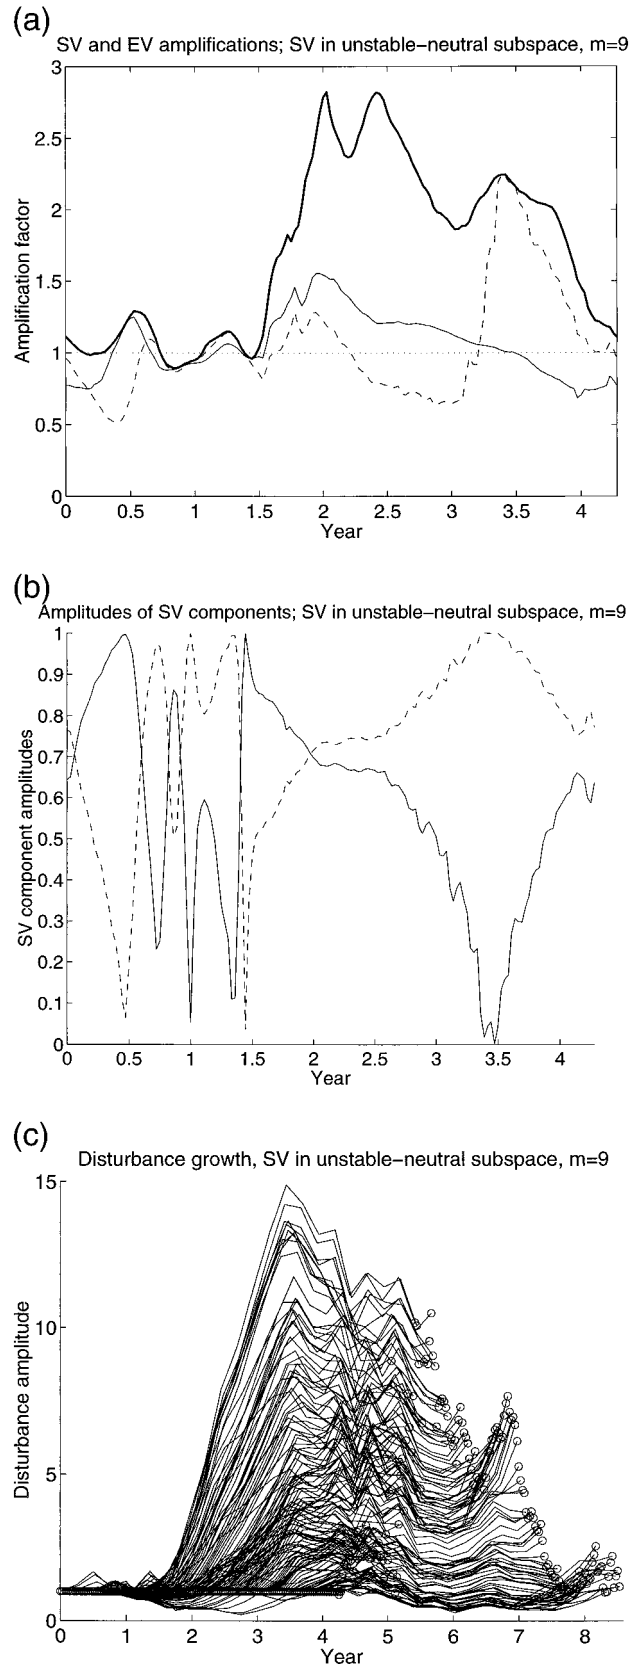 (a)
SV and EV amplifications; SV in unstable−neutral subspace, m=9
3
2.5
2
1.5
1
0.5
0
Amplification factor
0 0.5 1 1.5 2 2.5 3 3.5 4
Year
(b)
Amplitudes of SV components; SV in unstable−neutral subspace, m=9
1
0.9
0.8
0.7
0.6
0.5
0.4
0.3
0.2
0.1
0
SV component amplitudes
0 0.5 1 1.5 2 2.5 3 3.5 4
Year
(c)
Disturbance growth, SV in unstable−neutral subspace, m=9
15
10
5
0
Disturbance amplitude
0 1 2 3 4 5 6 7 8
Year